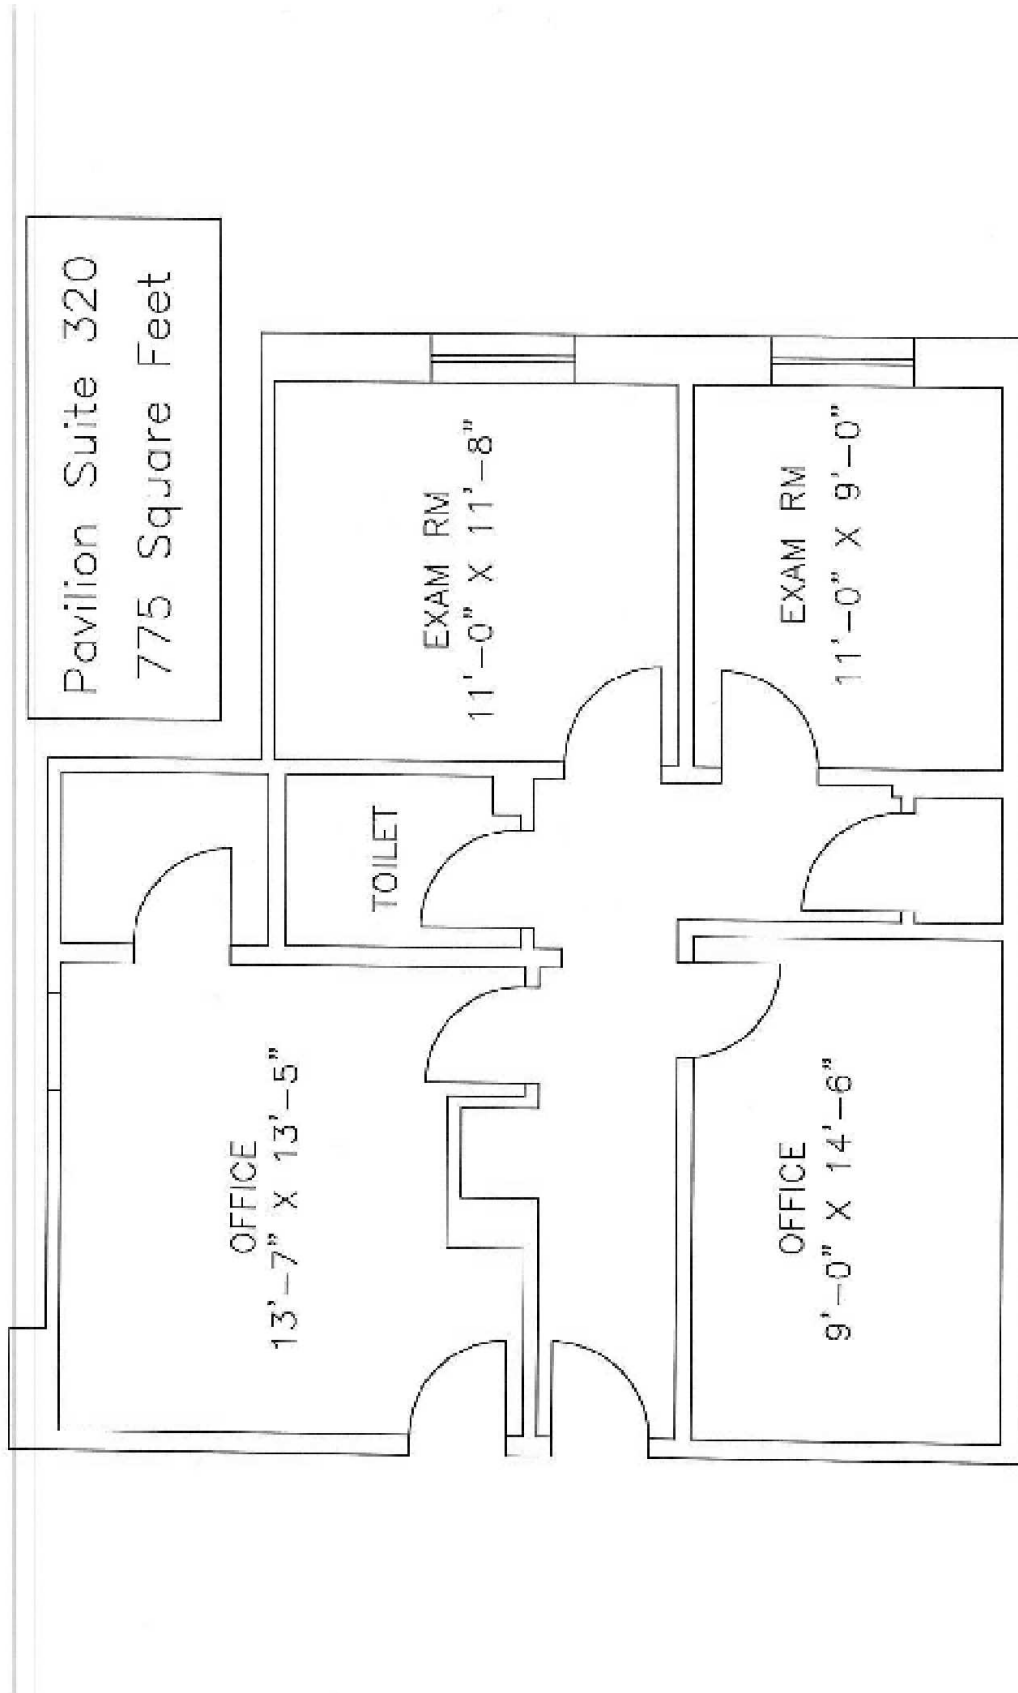 Pavilion Suite 320
775 Square Feet
OFFICE
13'-7" X 13'-5"
TOILET
EXAM RM
11'-0" X 11'-8"
OFFICE
9'-0" X 14'-6"
EXAM RM
11'-0" X 9'-0"